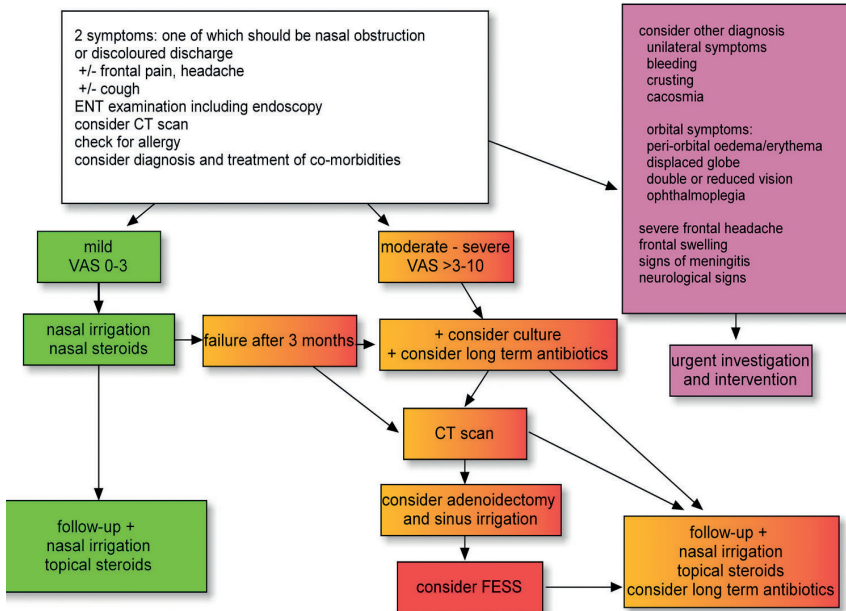 2 symptoms: one of which should be nasal obstruction
or discoloured discharge
+/- frontal pain, headache
+/- cough
ENT examination including endoscopy
consider CT scan
check for allergy
consider diagnosis and treatment of co-morbidities
consider other diagnosis
unilateral symptoms
bleeding
crusting
cacosmia
orbital symptoms:
peri-orbital oedema/erythema
displaced globe
double or reduced vision
ophthalmoplegia
severe frontal headache
frontal swelling
signs of meningitis
neurological signs
mild
VAS 0-3
moderate - severe
VAS >3-10
nasal irrigation
nasal steroids
failure after 3 months
+ consider culture
+ consider long term antibiotics
urgent investigation
and intervention
CT scan
consider adenoidectomy
and sinus irrigation
follow-up +
nasal irrigation
topical steroids
consider FESS
follow-up +
nasal irrigation
topical steroids
consider long term antibiotics